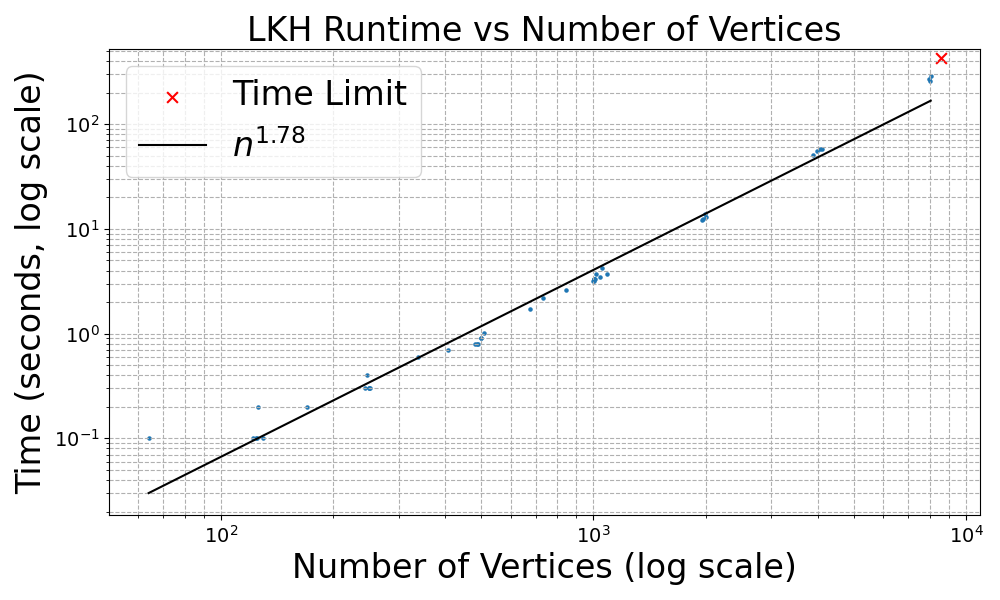 LKH Runtime vs Number of Vertices
Time (seconds, log scale)
Time Limit
n^1.78
10^2
10^1
10^0
10^−1
10^2
10^3
10^4
Number of Vertices (log scale)